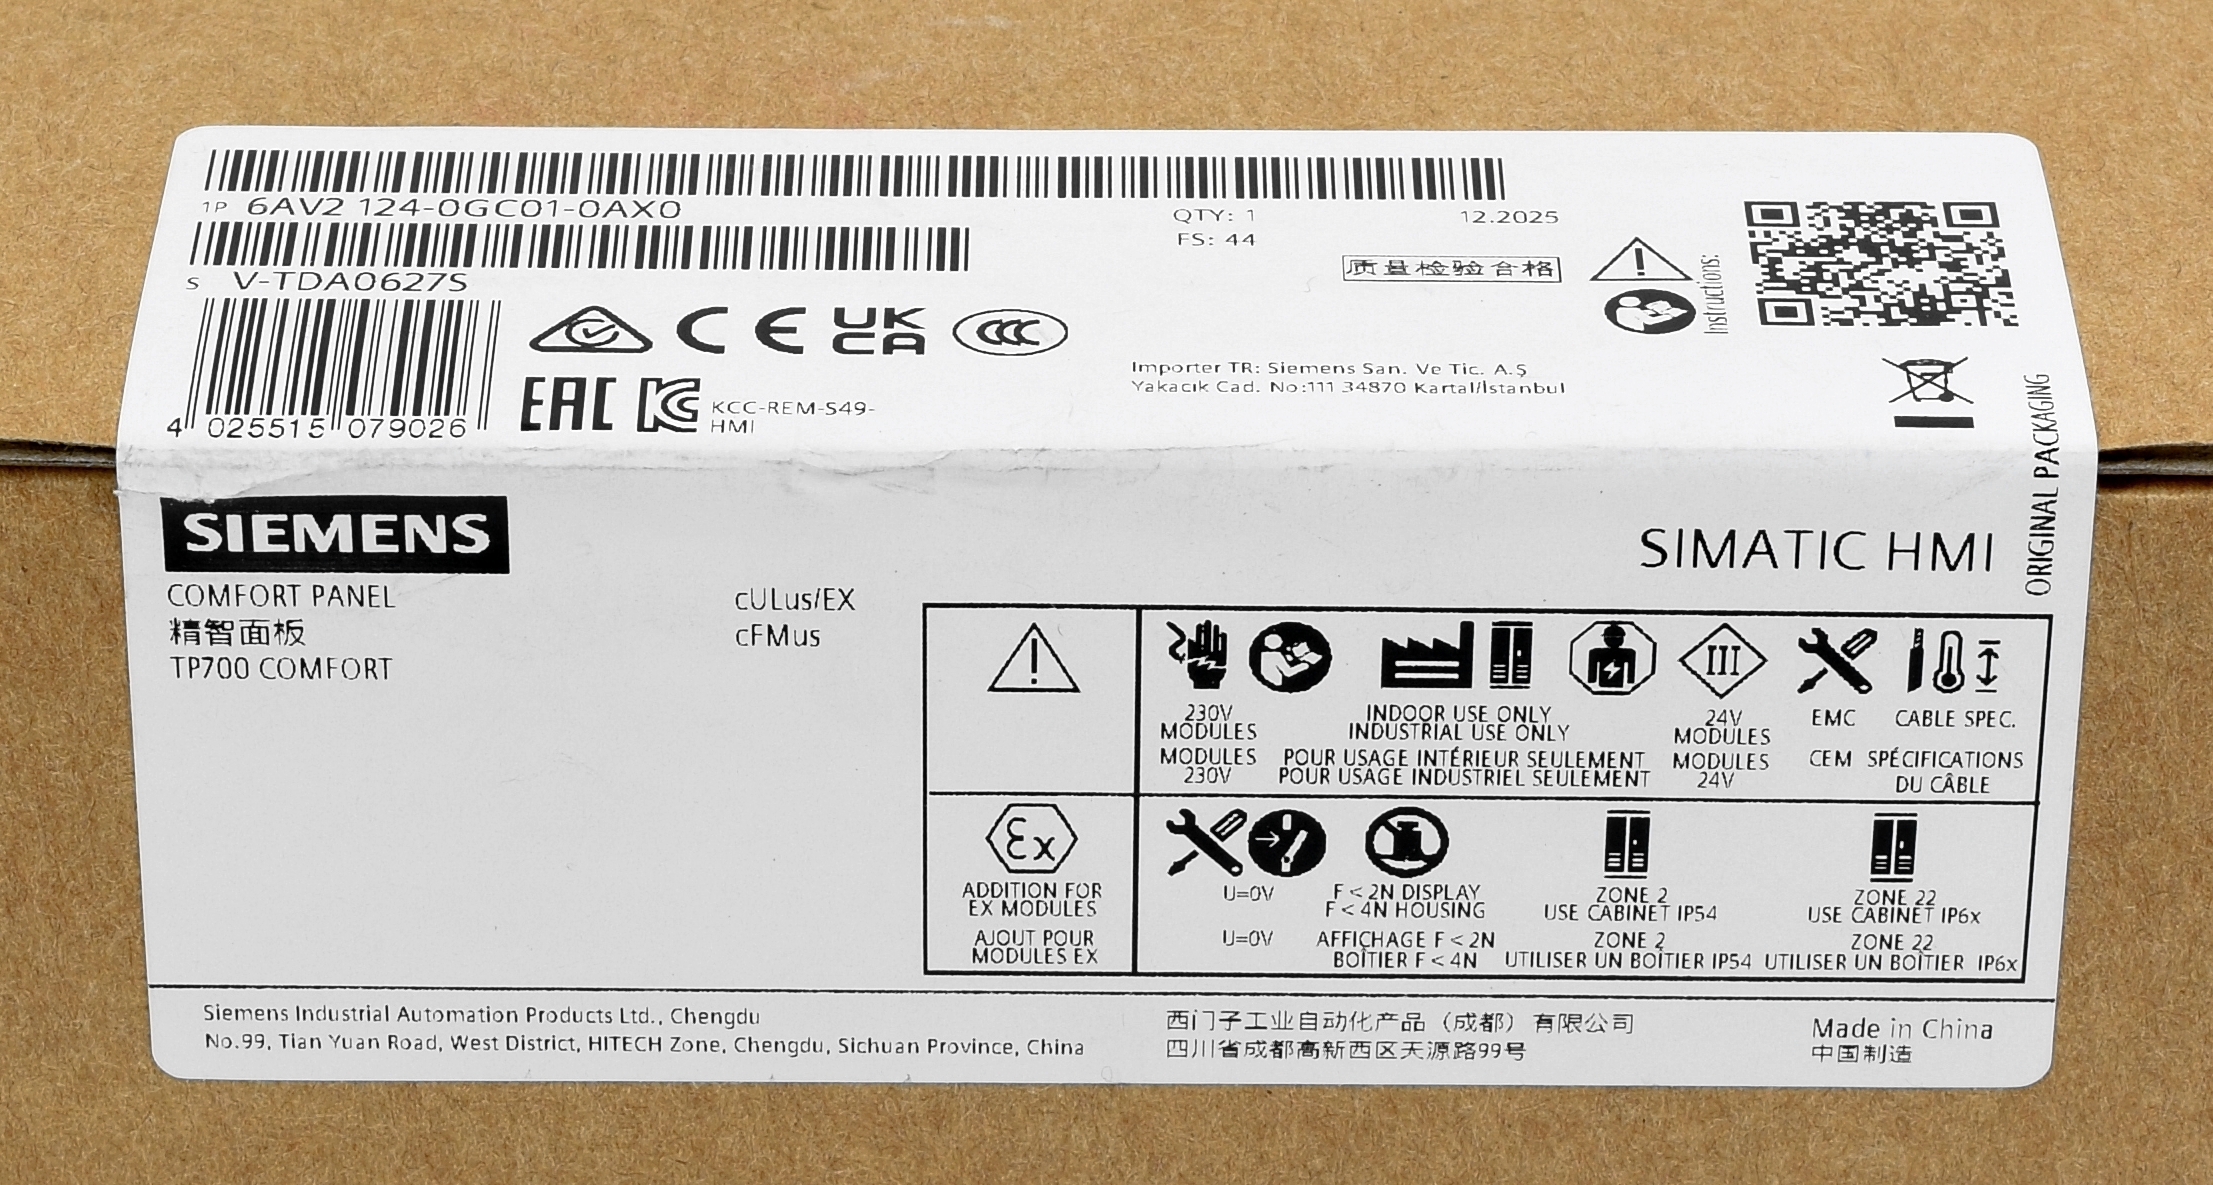 1P 6AV2 124-0GC01-0AX0
QTY: 1
12.2025
FS: 44
S V-TDA0627S
质量检验合格
Instructions:
CE
UK
CA
CCC
Importer TR: Siemens San. Ve Tic. A.Ş
Yakacık Cad. No:111 34870 Kartal/İstanbul
EAC
KC
KCC-REM-S49-
HMI
4 025515 079026
ORIGINAL PACKAGING
SIEMENS
SIMATIC HMI
COMFORT PANEL
精智面板
TP700 COMFORT
cULus/EX
cFMus
III
230V
MODULES
MODULES
230V
INDOOR USE ONLY
INDUSTRIAL USE ONLY
POUR USAGE INTÉRIEUR SEULEMENT
POUR USAGE INDUSTRIEL SEULEMENT
24V
MODULES
MODULES
24V
EMC
CEM
CABLE SPEC.
SPÉCIFICATIONS
DU CÂBLE
Ex
ADDITION FOR
EX MODULES
AJOUT POUR
MODULES EX
U=0V
U=0V
F < 2N DISPLAY
F < 4N HOUSING
AFFICHAGE F < 2N
BOÎTIER F < 4N
ZONE 2
USE CABINET IP54
ZONE 2
UTILISER UN BOÎTIER IP54
ZONE 22
USE CABINET IP6x
ZONE 22
UTILISER UN BOÎTIER IP6x
Siemens Industrial Automation Products Ltd., Chengdu
No.99, Tian Yuan Road, West District, HITECH Zone, Chengdu, Sichuan Province, China
西门子工业自动化产品（成都）有限公司
四川省成都高新西区天源路99号
Made in China
中国制造